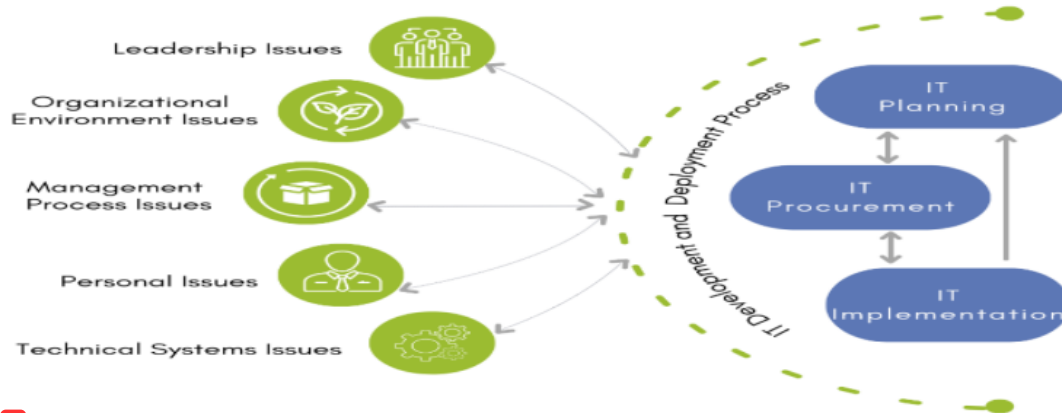 Leadership Issues
Organizational
Environment Issues
Management
Process Issues
Personal Issues
Technical Systems Issues
IT Development and Deployment Process
IT
Planning
IT
Procurement
IT
Implementation